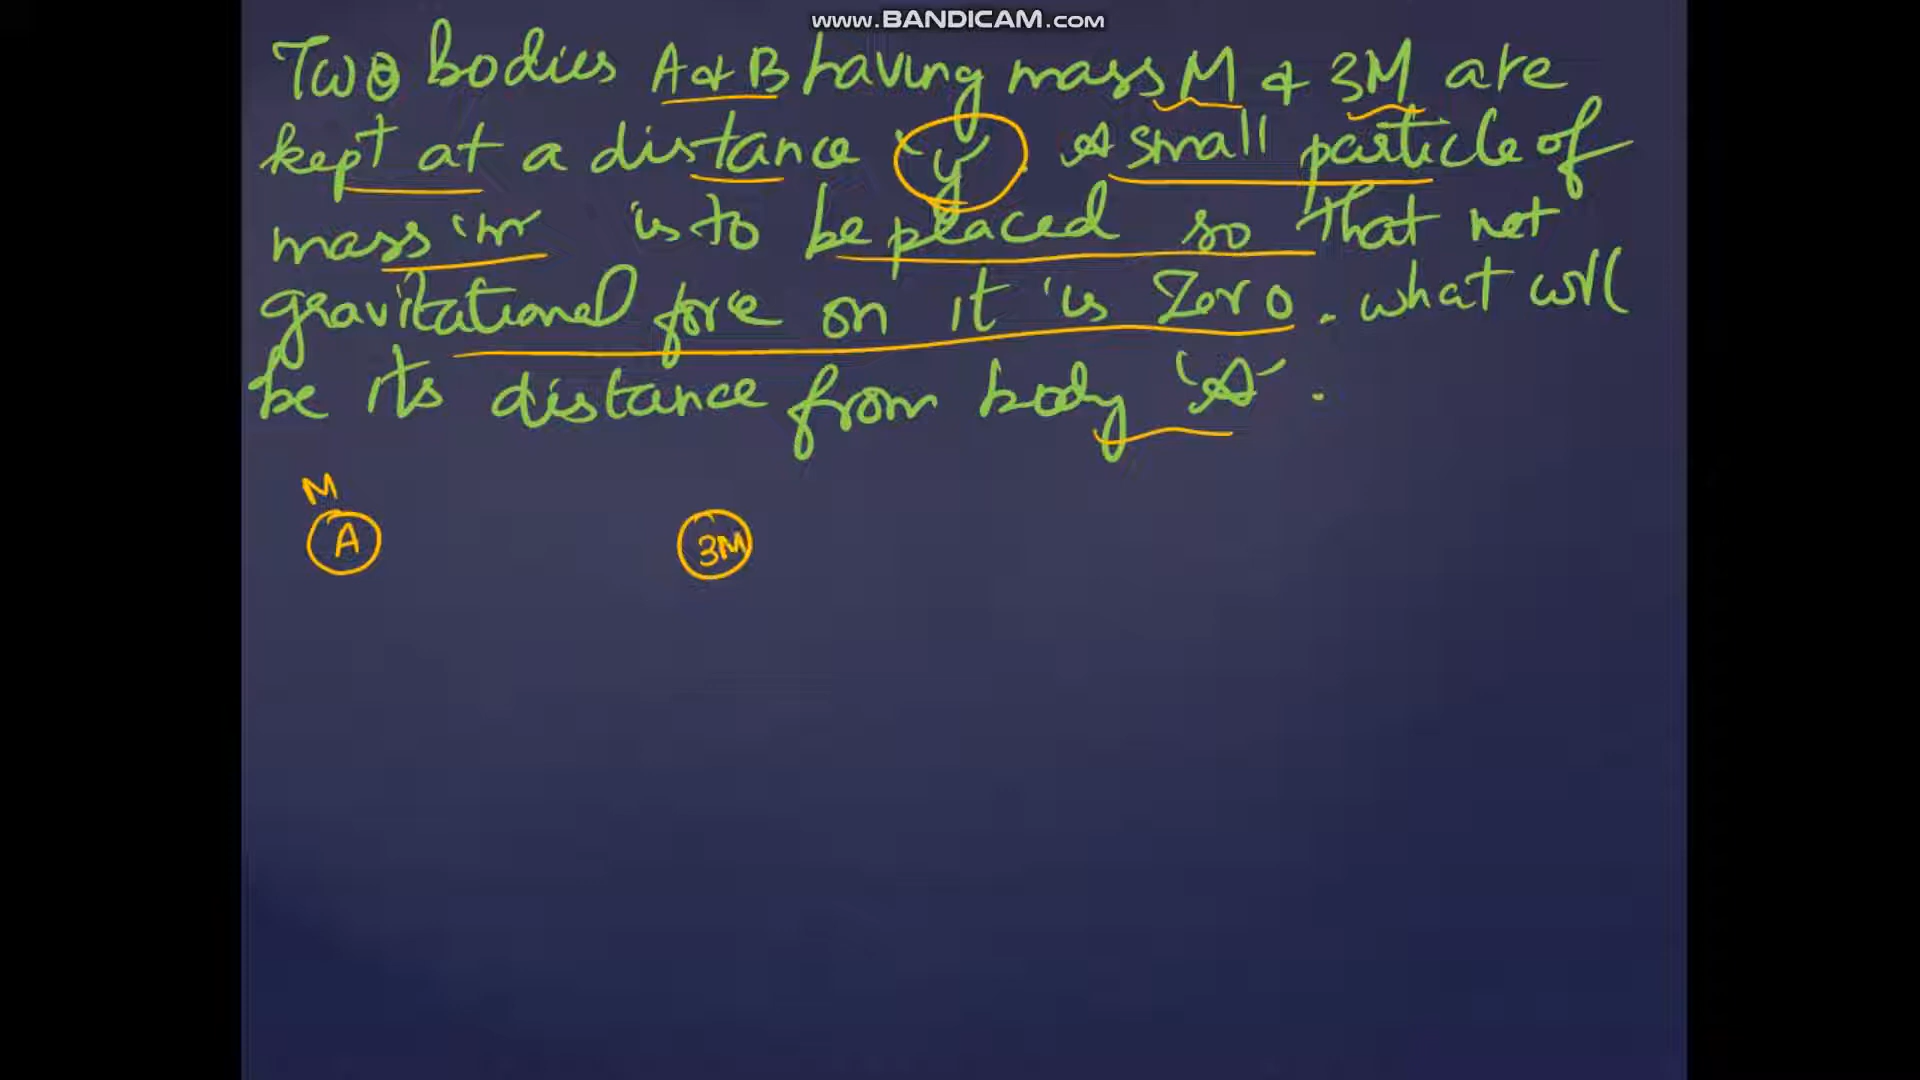 www.BANDICAM.com
Two bodies A & B having mass M & 3M are
kept at a distance 'y'. A small particle of
mass 'm' is to be placed so that net
gravitational force on it is Zero. what will
be its distance from body 'A'.
M
A
3M